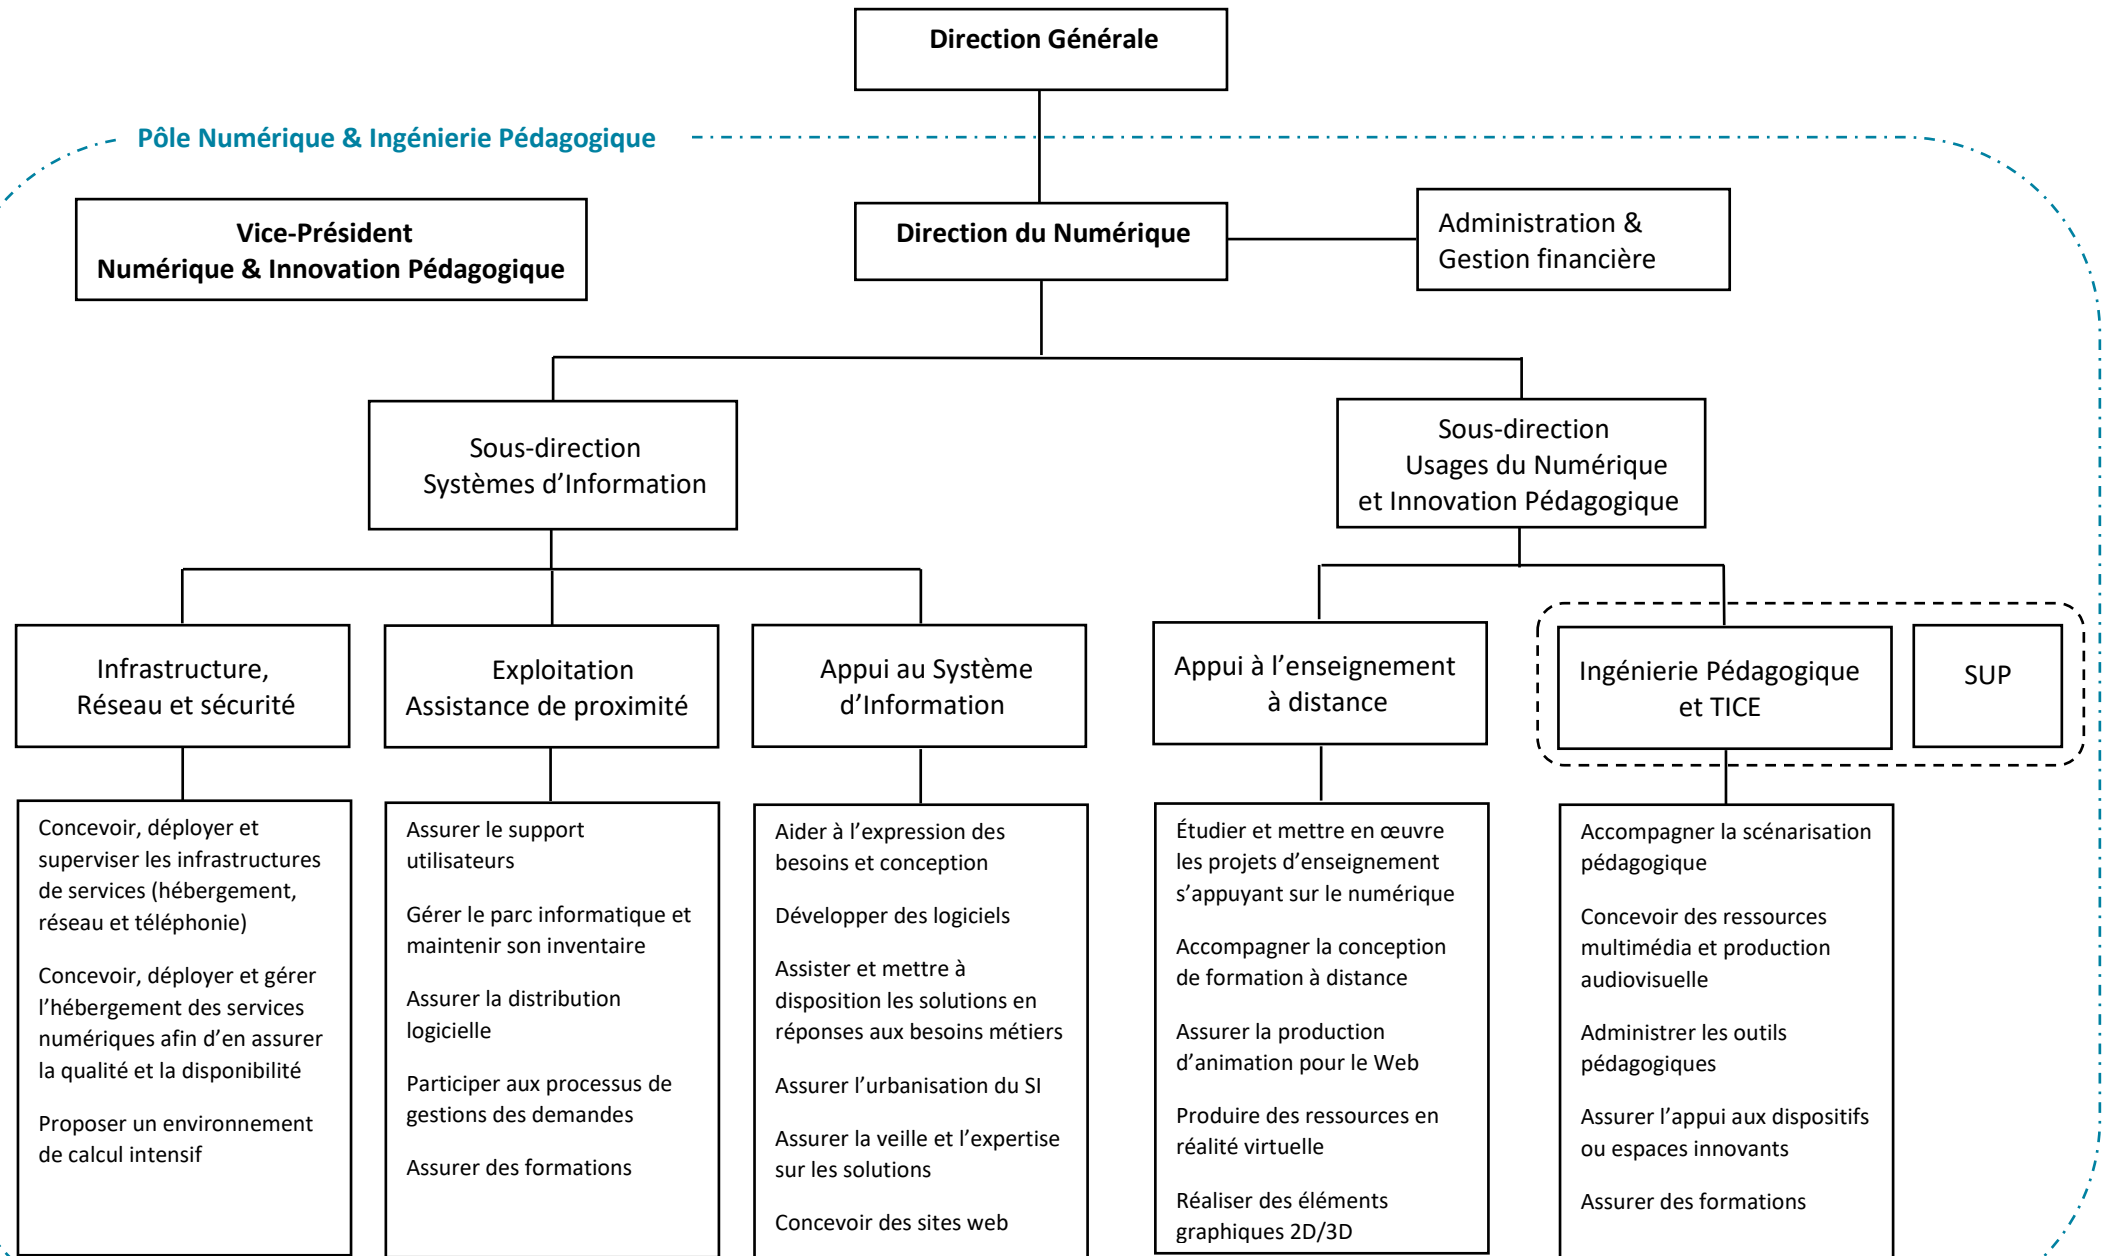 Direction Générale
Pôle Numérique & Ingénierie Pédagogique
Vice-Président
Numérique & Innovation Pédagogique
Direction du Numérique
Administration &
Gestion financière
Sous-direction
Systèmes d’Information
Sous-direction
Usages du Numérique
et Innovation Pédagogique
Infrastructure,
Réseau et sécurité
Exploitation
Assistance de proximité
Appui au Système
d’Information
Appui à l’enseignement
à distance
Ingénierie Pédagogique
et TICE
SUP
Concevoir, déployer et
superviser les infrastructures
de services (hébergement,
réseau et téléphonie)
Concevoir, déployer et gérer
l’hébergement des services
numériques afin d’en assurer
la qualité et la disponibilité
Proposer un environnement
de calcul intensif
Assurer le support
utilisateurs
Gérer le parc informatique et
maintenir son inventaire
Assurer la distribution
logicielle
Participer aux processus de
gestions des demandes
Assurer des formations
Aider à l’expression des
besoins et conception
Développer des logiciels
Assister et mettre à
disposition les solutions en
réponses aux besoins métiers
Assurer l’urbanisation du SI
Assurer la veille et l’expertise
sur les solutions
Concevoir des sites web
Étudier et mettre en œuvre
les projets d’enseignement
s’appuyant sur le numérique
Accompagner la conception
de formation à distance
Assurer la production
d’animation pour le Web
Produire des ressources en
réalité virtuelle
Réaliser des éléments
graphiques 2D/3D
Accompagner la scénarisation
pédagogique
Concevoir des ressources
multimédia et production
audiovisuelle
Administrer les outils
pédagogiques
Assurer l’appui aux dispositifs
ou espaces innovants
Assurer des formations